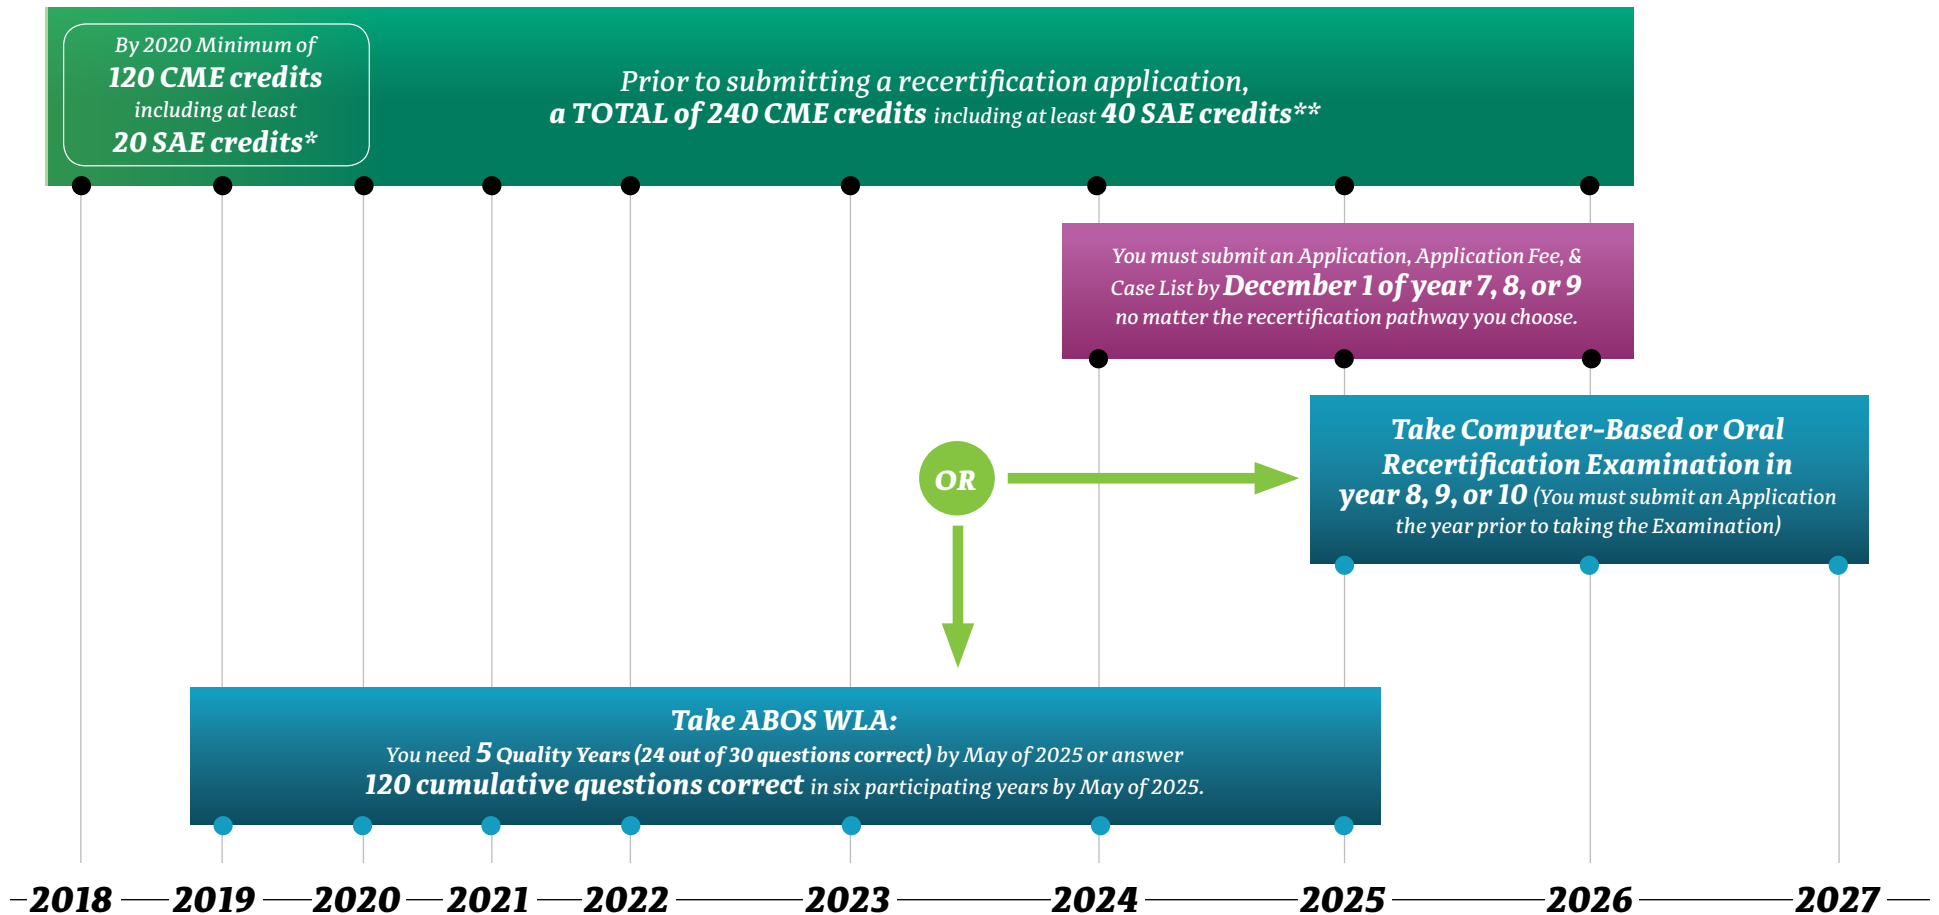 By 2020 Minimum of
120 CME credits
including at least
20 SAE credits*
Prior to submitting a recertification application,
a TOTAL of 240 CME credits including at least 40 SAE credits**
You must submit an Application, Application Fee, &
Case List by December 1 of year 7, 8, or 9
no matter the recertification pathway you choose.
OR
Take Computer-Based or Oral
Recertification Examination in
year 8, 9, or 10 (You must submit an Application
the year prior to taking the Examination)
Take ABOS WLA:
You need 5 Quality Years (24 out of 30 questions correct) by May of 2025 or answer
120 cumulative questions correct in six participating years by May of 2025.
2018 2019 2020 2021 2022 2023 2024 2025 2026 2027